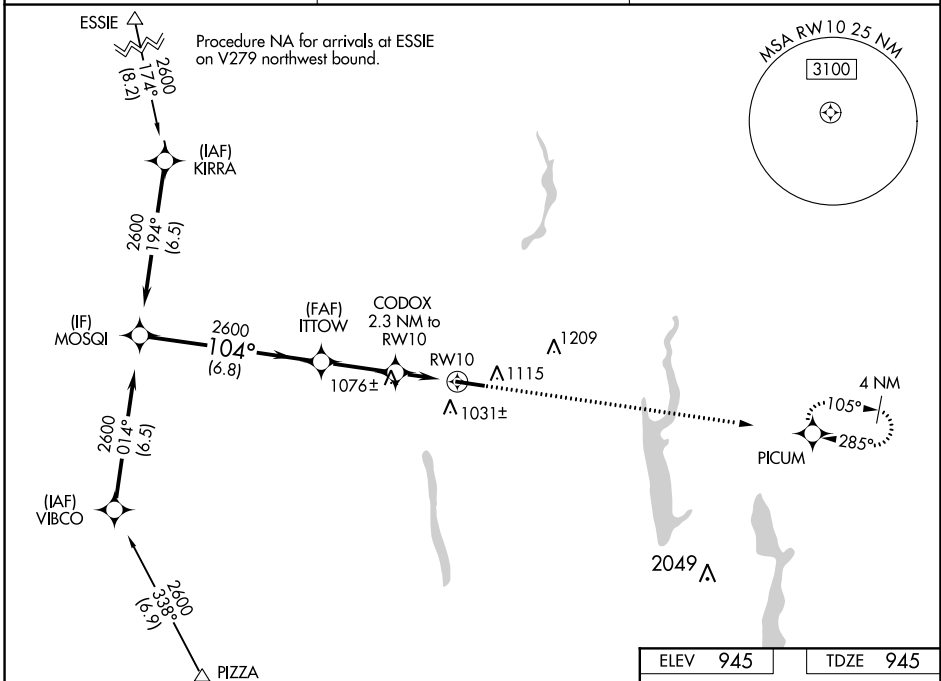 ESSIE
Procedure NA for arrivals at ESSIE
on V279 northwest bound.
MSA RW10 25 NM
3100
2600
174°
(8.2)
(IAF)
KIRRA
2600
194°
(6.5)
(IF)
MOSQI
2600
104°
(6.8)
(FAF)
ITTOW
CODOX
2.3 NM to
RW10
RW10
1076±
1115
1209
1031±
4 NM
105°
285°
PICUM
2600
014°
(6.5)
(IAF)
VIBCO
2600
338°
(6.9)
PIZZA
2049
ELEV 945
TDZE 945